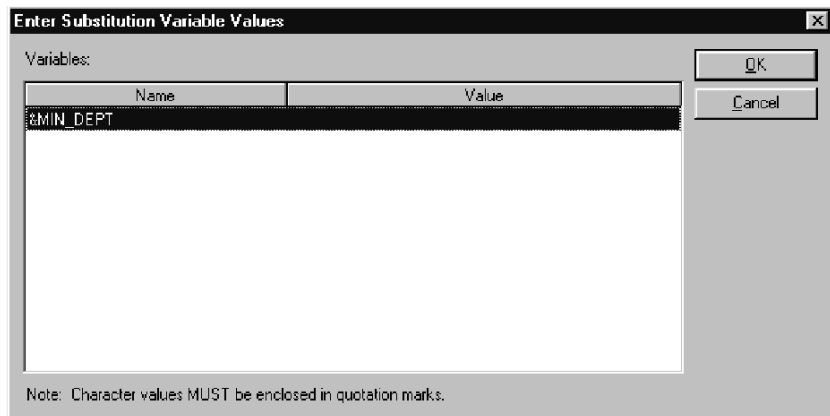 Enter Substitution Variable Values
Variables:
OK
Name Value
Cancel
&MIN_DEPT
Note: Character values MUST be enclosed in quotation marks.